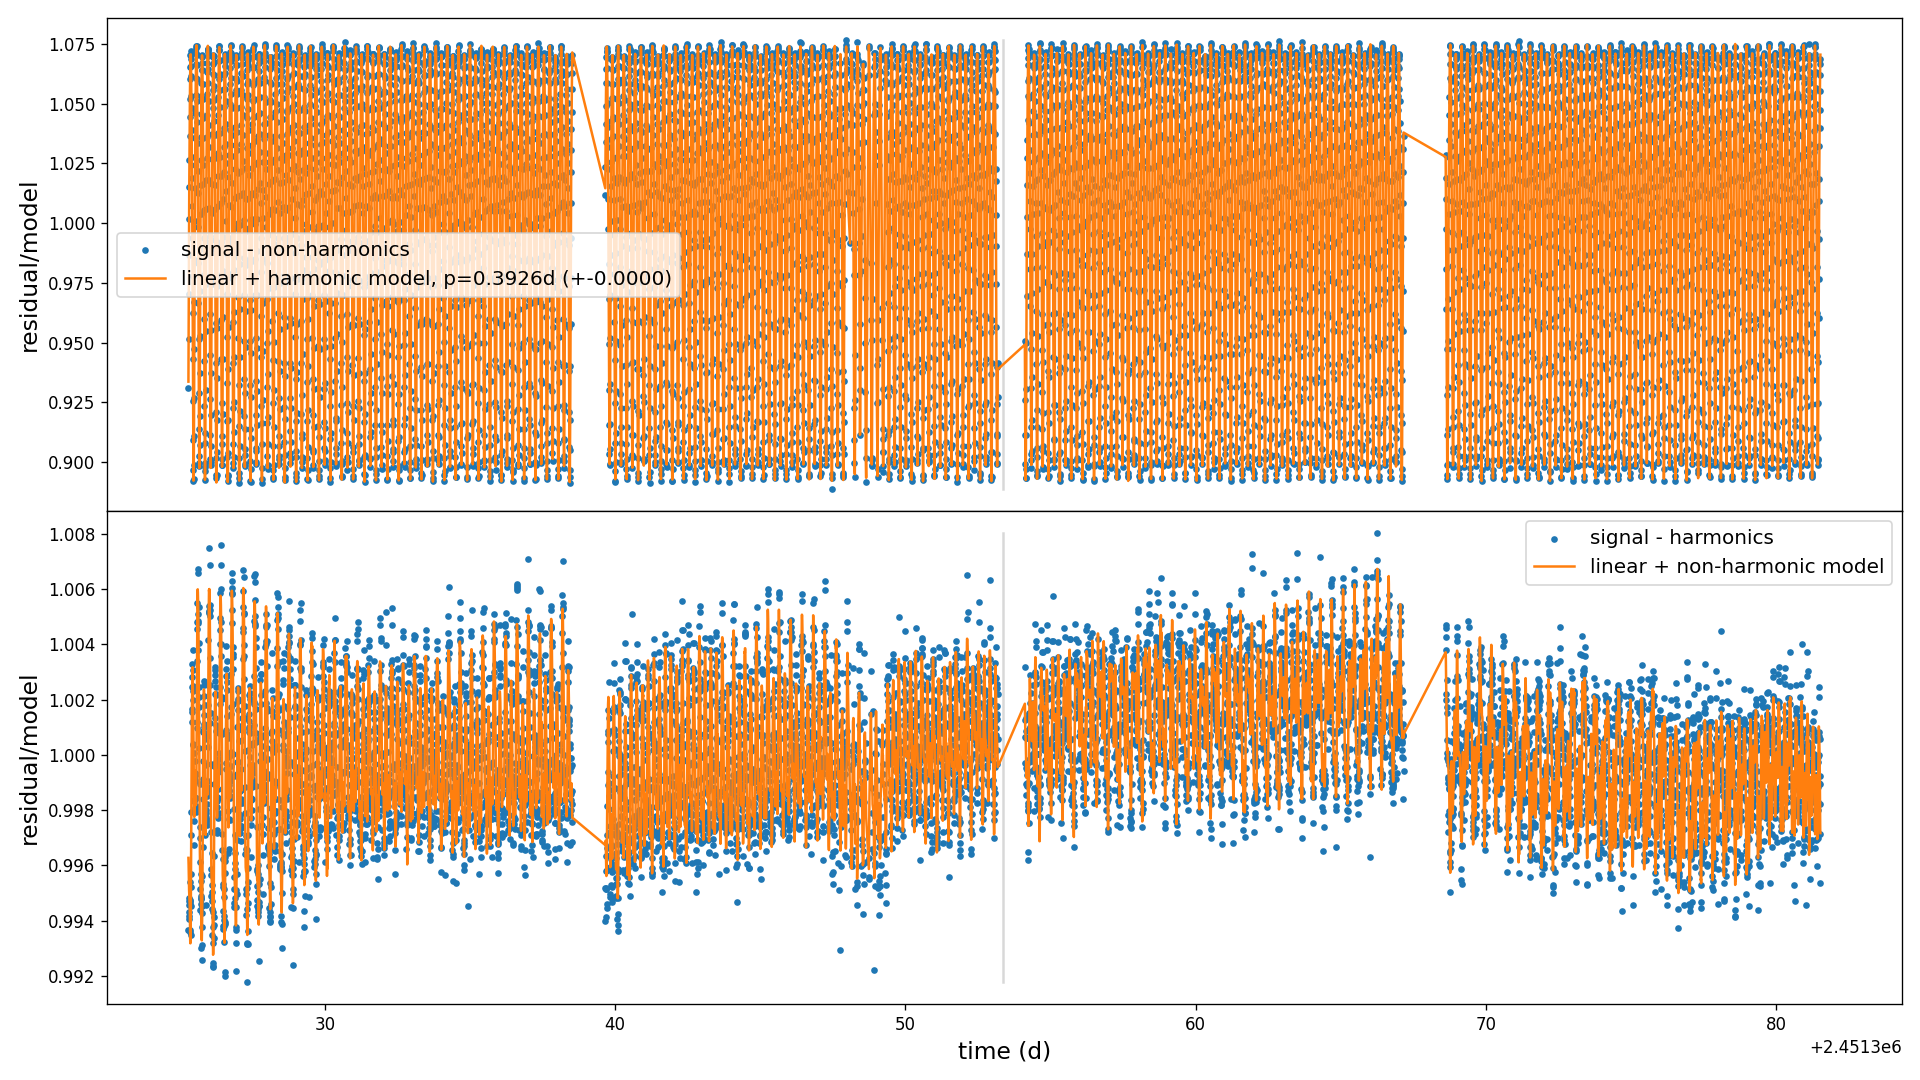 1.075
1.050
1.025
1.000
0.975
0.950
0.925
0.900
residual/model
signal - non-harmonics
linear + harmonic model, p=0.3926d (+-0.0000)
1.008
1.006
1.004
1.002
1.000
0.998
0.996
0.994
0.992
residual/model
signal - harmonics
linear + non-harmonic model
30
40
50
60
70
80
time (d)
+2.4513e6